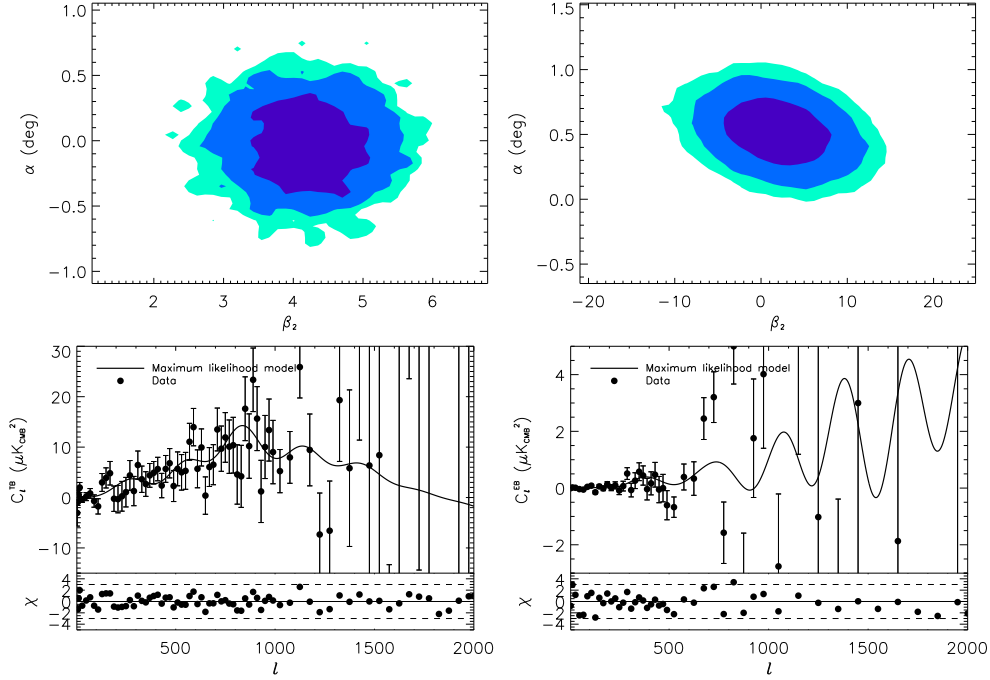 1.0
0.5
0.0
−0.5
−1.0
α (deg)
2 3 4 5 6
β₂
1.5
1.0
0.5
0.0
−0.5
α (deg)
−20 −10 0 10 20
β₂
30
20
10
0
−10
C_ℓ^TB (μK_CMB²)
Maximum likelihood model
Data
4
2
0
−2
−4
χ
500 1000 1500 2000
l
4
2
0
−2
C_ℓ^EB (μK_CMB²)
Maximum likelihood model
Data
4
2
0
−2
−4
χ
500 1000 1500 2000
l